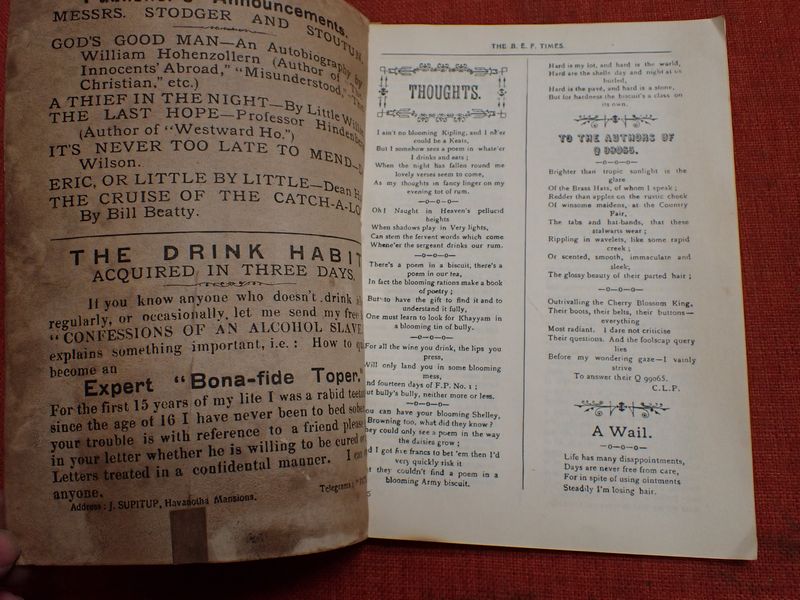 Publisher's Announcements.
MESSRS. STODGER AND STOUTUN
GOD'S GOOD MAN—An Autobiography by
William Hohenzollern (Author of "The
Innocents' Abroad," "Misunderstood," "The
Christian." etc.)
A THIEF IN THE NIGHT—By Little Willie
THE LAST HOPE—Professor Hindenberg
(Author of "Westward Ho.")
IT'S NEVER TOO LATE TO MEND—
Wilson.
ERIC, OR LITTLE BY LITTLE—Dean
THE CRUISE OF THE CATCH-A-LO
By Bill Beatty.
THE DRINK HABIT
ACQUIRED IN THREE DAYS.
If you know anyone who doesn't drink
regularly, or occasionally, let me send my free
"CONFESSIONS OF AN ALCOHOL SLAVE
explains something important, i.e.: How to
become an
Expert "Bona-fide Toper."
For the first 15 years of my life I was a rabid
since the age of 16 I have never been to bed sober
your trouble is with reference to a friend please
in your letter whether he is willing to be cured or
Letters treated in a confidental manner. I can
anyone.
Address: J. SUPITUP, Havanotha Mansions. Telegrams:
THE B. E. F. TIMES.
THOUGHTS.
I ain't no blooming Kipling, and I ne'er
could be a Keats,
But I somehow sees a poem in whate'er
I drinks and eats;
When the night has fallen round me
lovely verses seem to come,
As my thoughts in fancy linger on my
evening tot of rum.
—o—o—o—
Oh! Naught in Heaven's pellucid
heights
When shadows play in Very lights,
Can stem the fervent words which come
Whene'er the sergeant drinks our rum.
—o—o—o—
There's a poem in a biscuit, there's a
poem in our tea,
In fact the blooming rations make a book
of poetry;
But to have the gift to find it and to
understand it fully,
One must learn to look for Khayyam in
a blooming tin of bully.
—o—o—o—
For all the wine you drink, the lips you
press,
Will only land you in some blooming
mess,
nd fourteen days of F.P. No. 1;
ut bully's bully, neither more or less.
—o—o—o—
ou can have your blooming Shelley,
Browning too, what did they know?
hey could only see a poem in the way
the daisies grow;
nd I got five francs to bet 'em then I'd
very quickly risk it
t they couldn't find a poem in a
blooming Army biscuit.
Hard is my lot, and hard is the world,
Hard are the shells day and night at us
hurled,
Hard is the pavé, and hard is a stone,
But for hardness the biscuit's a class on
its own.
TO THE AUTHORS OF
Q 99065.
—o—o—o—
Brighter than tropic sunlight is the
glare
Of the Brass Hats, of whom I speak;
Redder than apples on the rustic cheek
Of winsome maidens, at the Country
Fair,
The tabs and hat-bands, that these
stalwarts wear;
Rippling in wavelets, like some rapid
creek;
Or scented, smooth, immaculate and
sleek;
The glossy beauty of their parted hair;
—o—o—o—
Outrivalling the Cherry Blossom King,
Their boots, their belts, their buttons—
everything
Most radiant. I dare not criticise
Their questions. And the foolscap query
lies
Before my wondering gaze—I vainly
strive
To answer their Q 99065.
C.L.P.
A Wail.
—o—o—o—
Life has many disappointments,
Days are never free from care,
For in spite of using ointments
Steadily I'm losing hair.